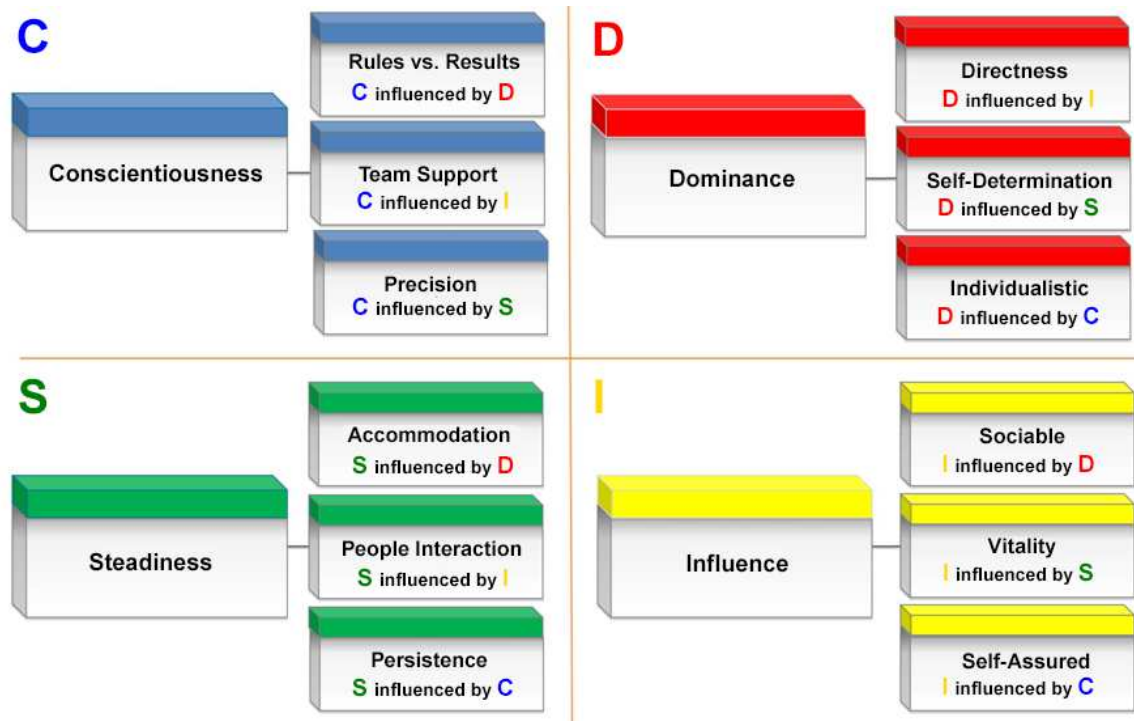 C
Conscientiousness
Rules vs. Results
C influenced by D
Team Support
C influenced by I
Precision
C influenced by S
D
Dominance
Directness
D influenced by I
Self-Determination
D influenced by S
Individualistic
D influenced by C
S
Steadiness
Accommodation
S influenced by D
People Interaction
S influenced by I
Persistence
S influenced by C
I
Influence
Sociable
I influenced by D
Vitality
I influenced by S
Self-Assured
I influenced by C